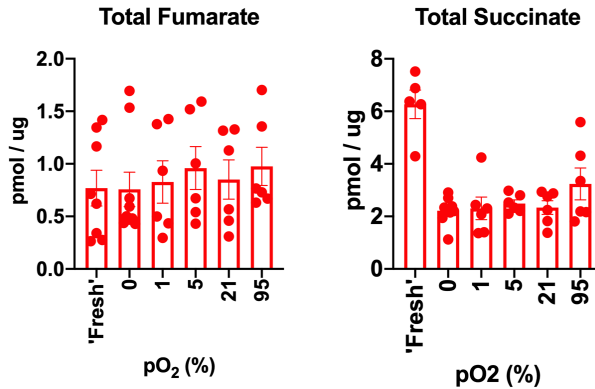 Total Fumarate
pmol / ug
2.0
1.5
1.0
0.5
0.0
'Fresh'
0
1
5
21
95
pO₂ (%)
Total Succinate
pmol / ug
8
6
4
2
0
'Fresh'
0
1
5
21
95
pO2 (%)